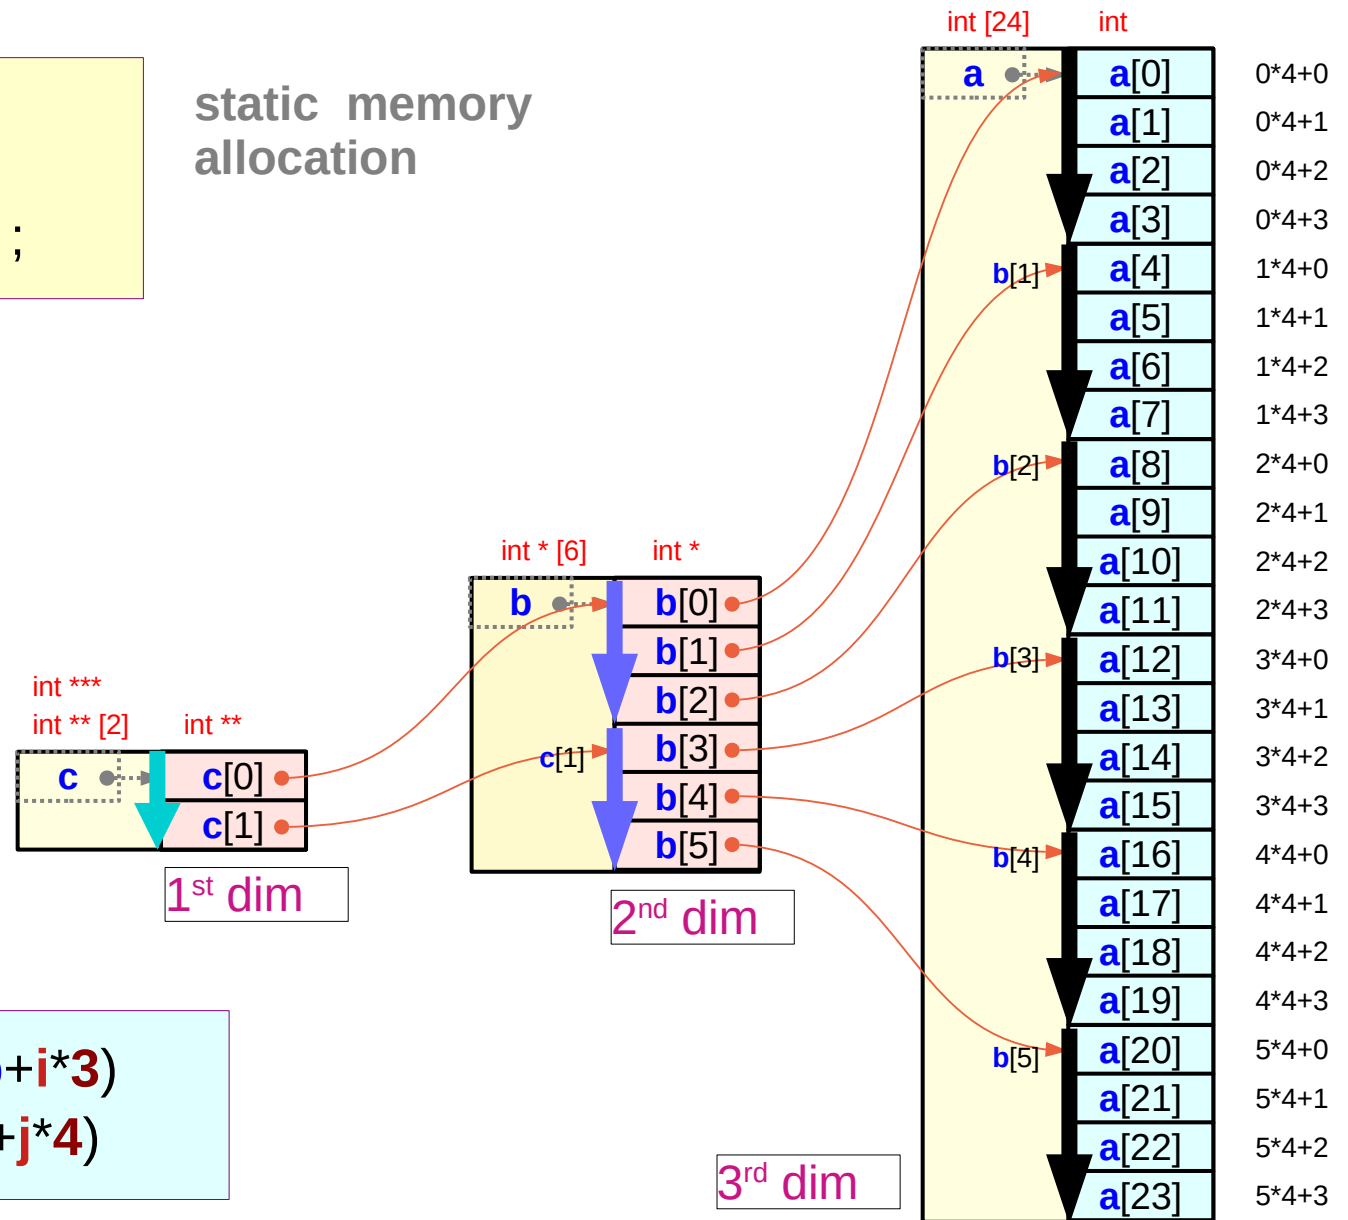 int [24] int
static memory
allocation
;
a a[0] 0*4+0
a[1] 0*4+1
a[2] 0*4+2
a[3] 0*4+3
b[1] a[4] 1*4+0
a[5] 1*4+1
a[6] 1*4+2
a[7] 1*4+3
b[2] a[8] 2*4+0
a[9] 2*4+1
a[10] 2*4+2
a[11] 2*4+3
b[3] a[12] 3*4+0
a[13] 3*4+1
a[14] 3*4+2
a[15] 3*4+3
b[4] a[16] 4*4+0
a[17] 4*4+1
a[18] 4*4+2
a[19] 4*4+3
b[5] a[20] 5*4+0
a[21] 5*4+1
a[22] 5*4+2
a[23] 5*4+3
3rd dim
int * [6] int *
b b[0]
b[1]
b[2]
c[1] b[3]
b[4]
b[5]
2nd dim
int ***
int ** [2] int **
c c[0]
c[1]
1st dim
+i*3)
+j*4)